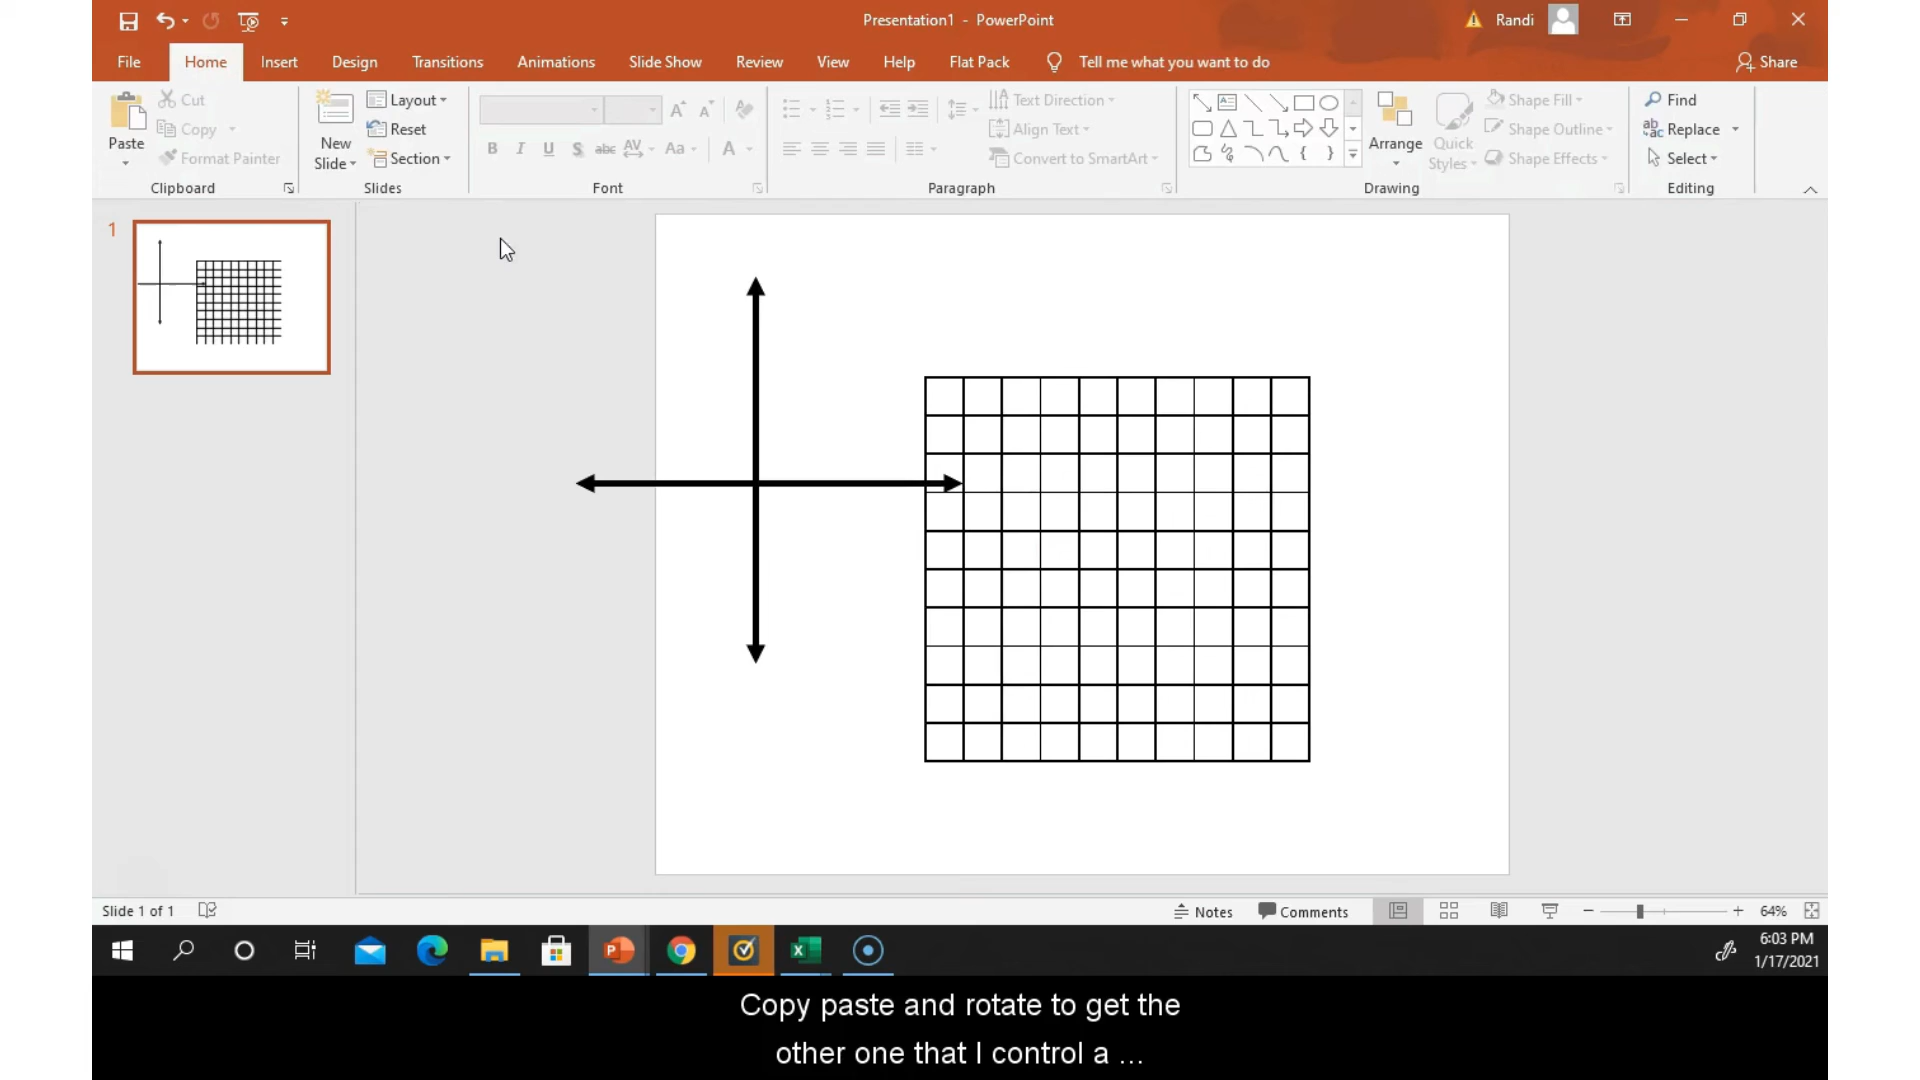 Presentation1 - PowerPoint
Randi
File Home Insert Design Transitions Animations Slide Show Review View Help Flat Pack Tell me what you want to do Share
Paste
Cut
Copy
Format Painter
Clipboard
New Slide
Layout
Reset
Section
Slides
B I U S abc AV Aa A
Font
Text Direction
Align Text
Convert to SmartArt
Paragraph
Arrange
Quick Styles
Shape Fill
Shape Outline
Shape Effects
Drawing
Find
Replace
Select
Editing
1
Slide 1 of 1
Notes
Comments
64%
6:03 PM
1/17/2021
Copy paste and rotate to get the
other one that I control a ...